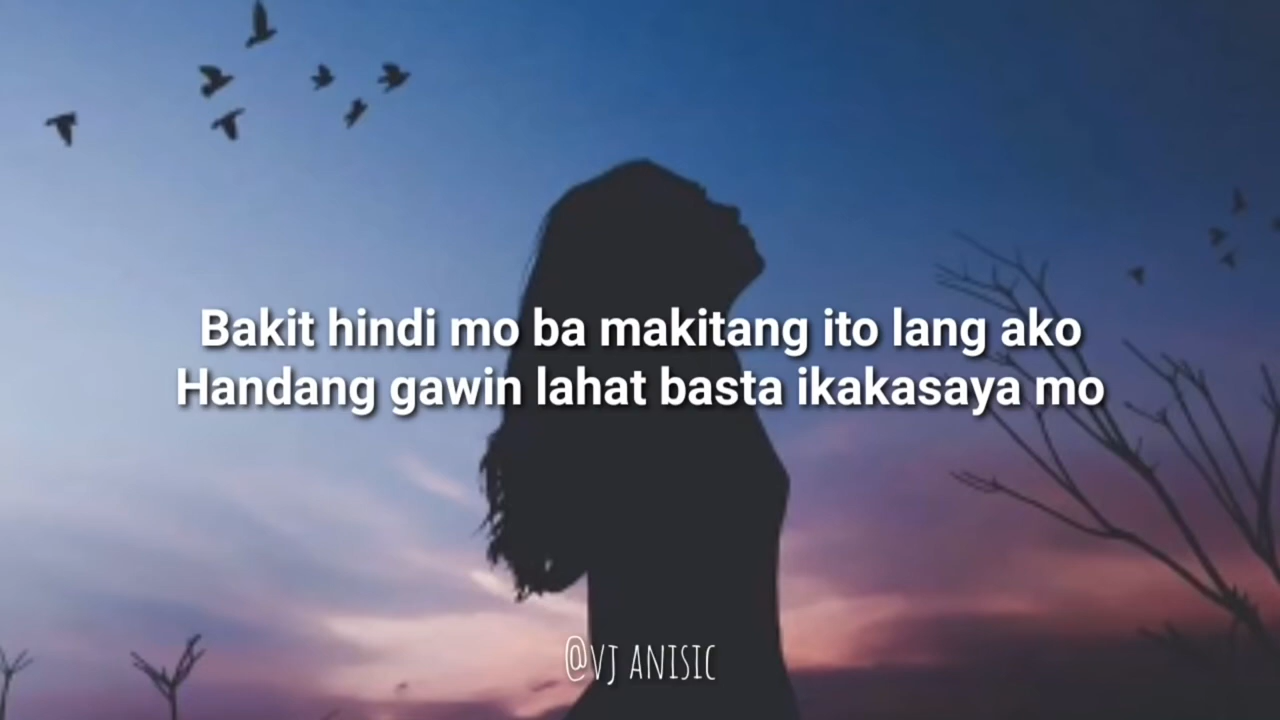 Bakit hindi mo ba makitang ito lang ako
Handang gawin lahat basta ikakasaya mo
@VJ ANISIC